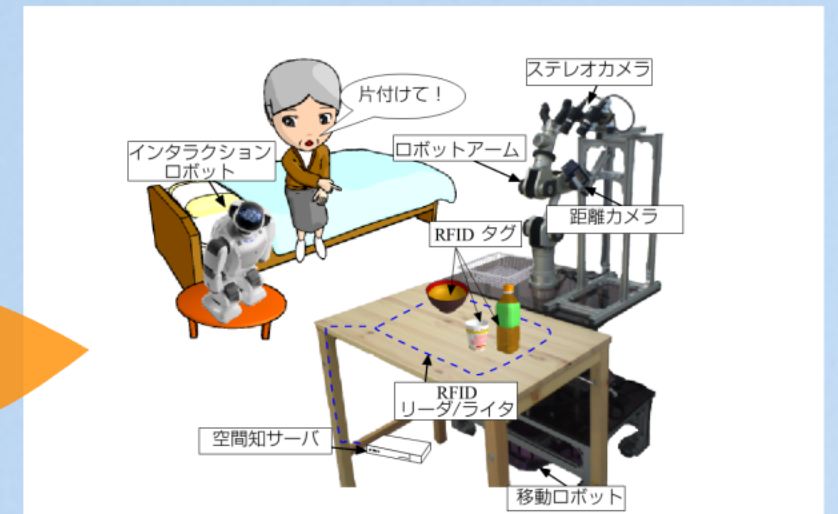 ステレオカメラ
片付けて！
ロボットアーム
インタラクション
ロボット
距離カメラ
RFID タグ
RFID
リーダ/ライタ
空間知サーバ
移動ロボット